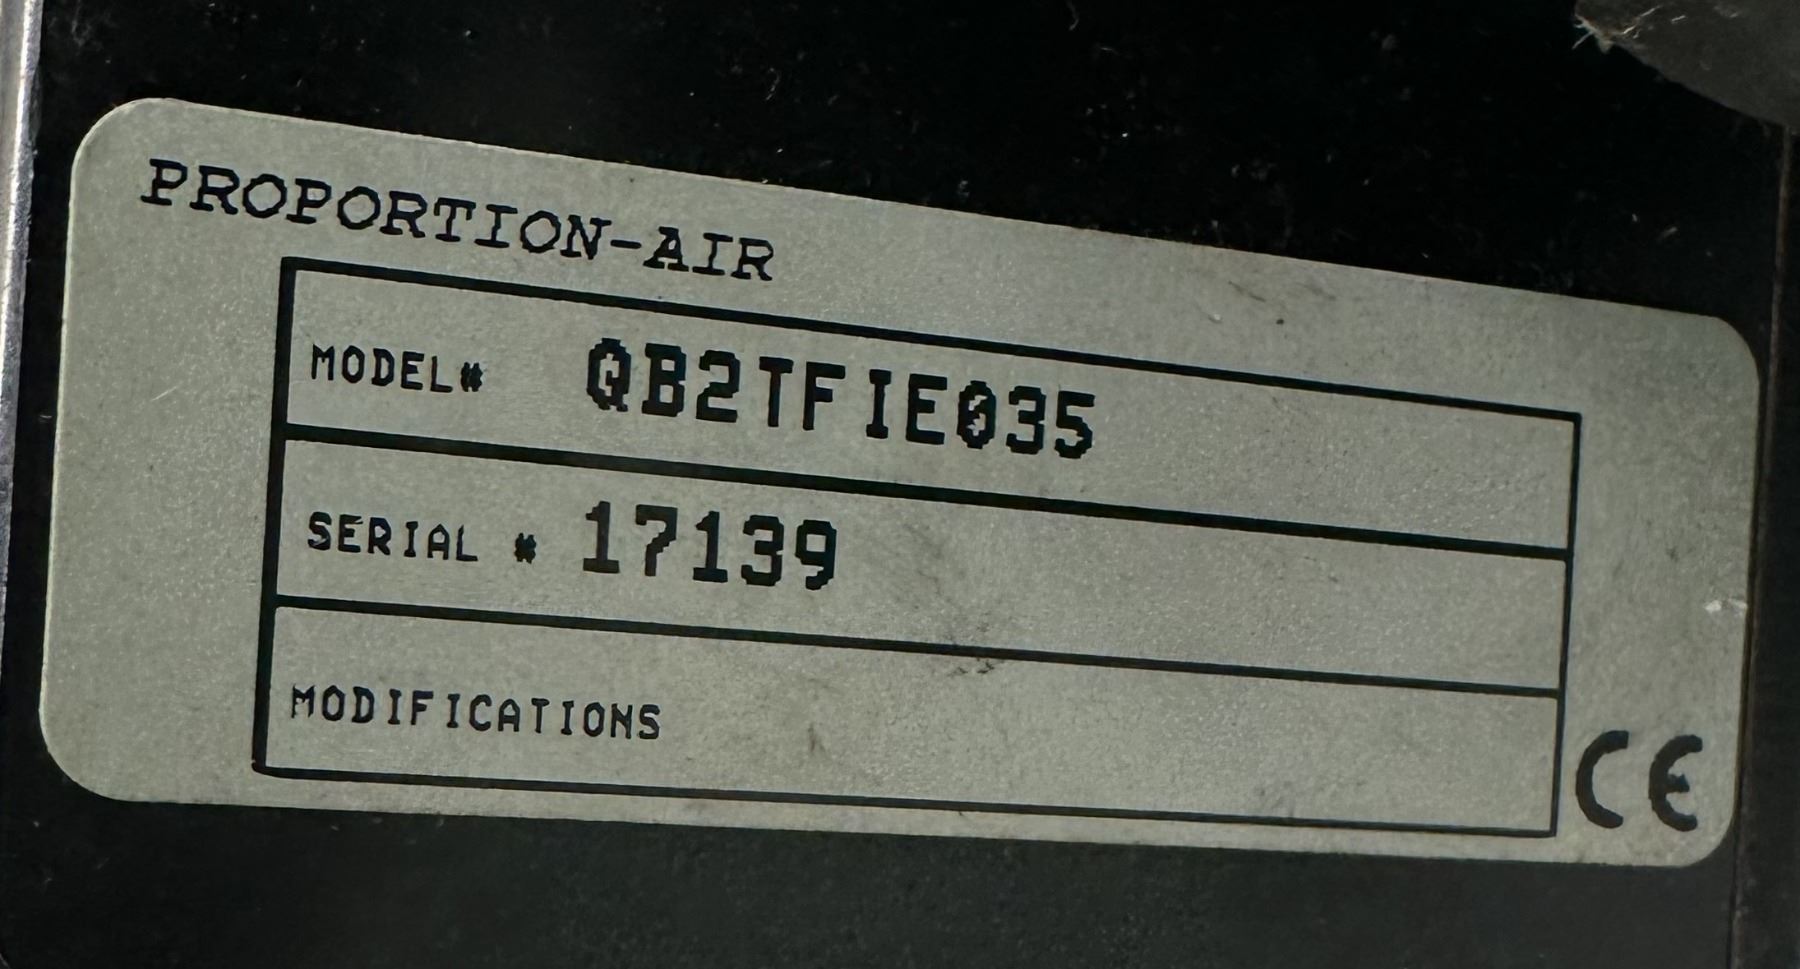 PROPORTION-AIR
MODEL# QB2TFIE035
SERIAL # 17139
MODIFICATIONS
CE